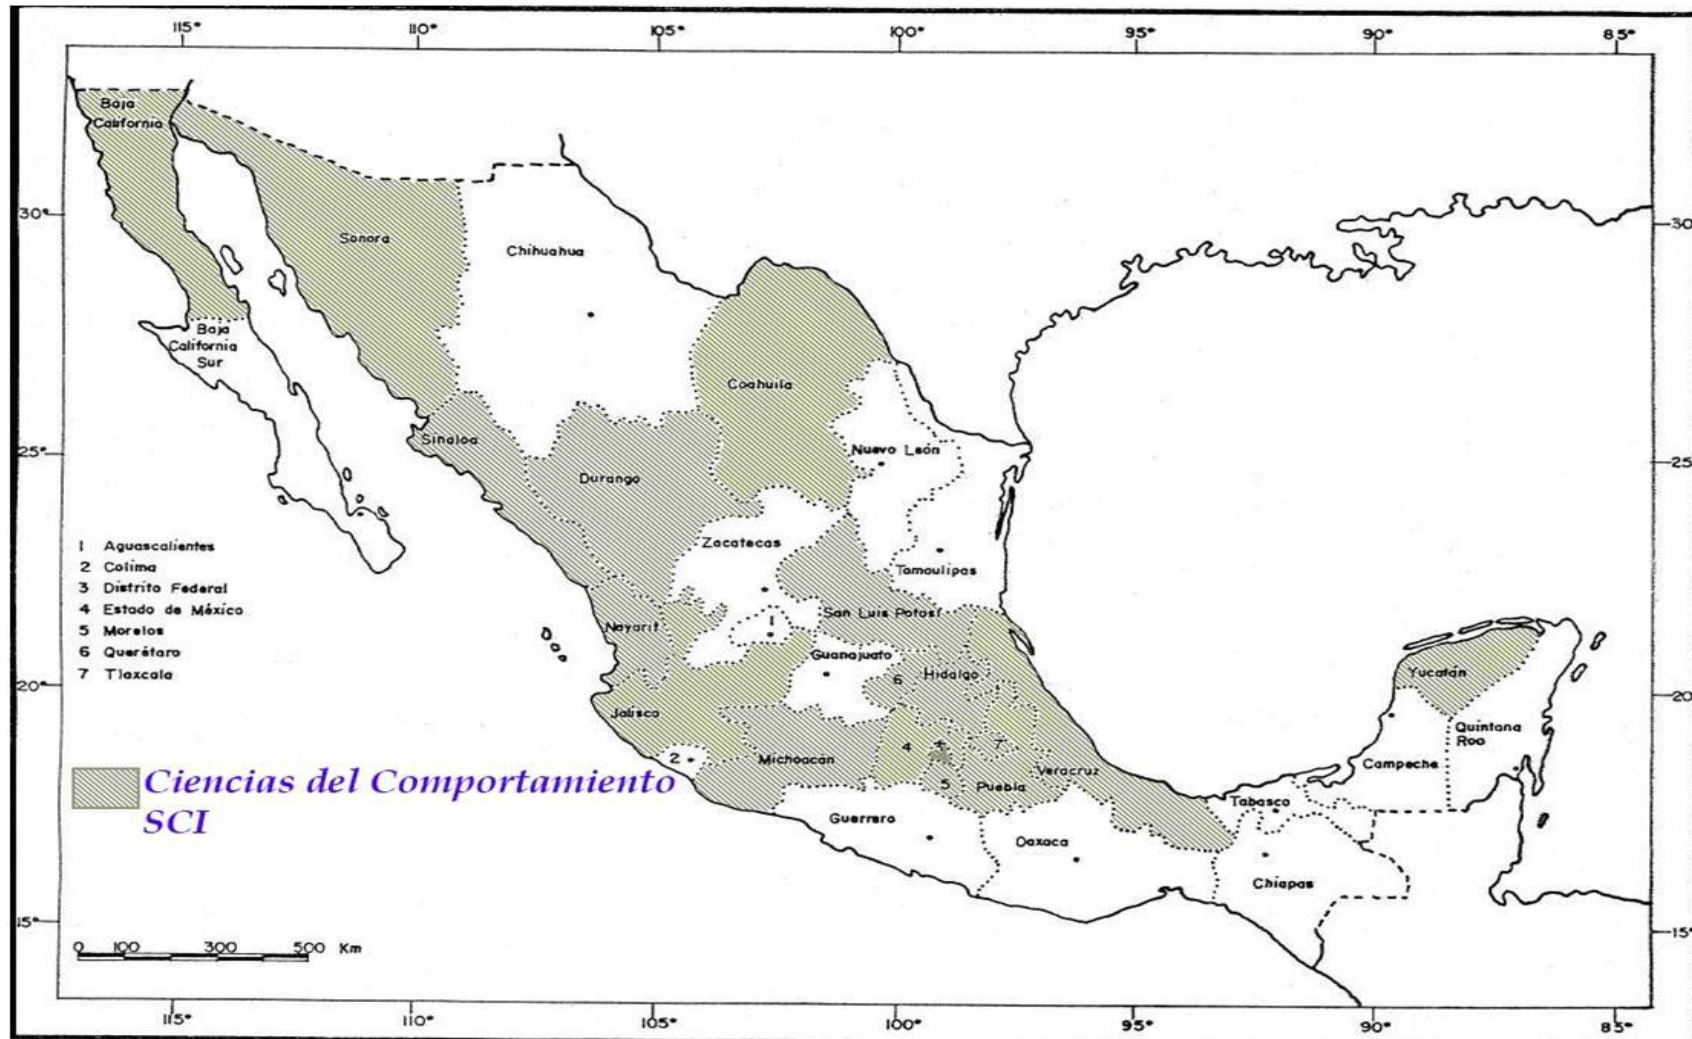 115° 110° 105° 100° 95° 90° 85°
Baja
California
30° 30°
Sonora
Chihuahua
Baja
California
Sur
Coahuila
Sinaloa
Nuevo León
25° 25°
Durango
Zacatecas
Tamaulipas
1 Aguascalientes
2 Colima
3 Distrito Federal
4 Estado de México
5 Morelos
6 Querétaro
7 Tlaxcala
San Luis Potosí
Nayarit
1
Guanajuato
6
Hidalgo
Yucatán
20° 20°
Jalisco
Quintana
Roo
4
7
2
Michoacán
Veracruz
Campeche
5
Puebla
Tabasco
Ciencias del Comportamiento
SCI
Guerrero
Oaxaca
Chiapas
15° 15°
0 100 300 500 Km
115° 110° 105° 100° 95° 90° 85°